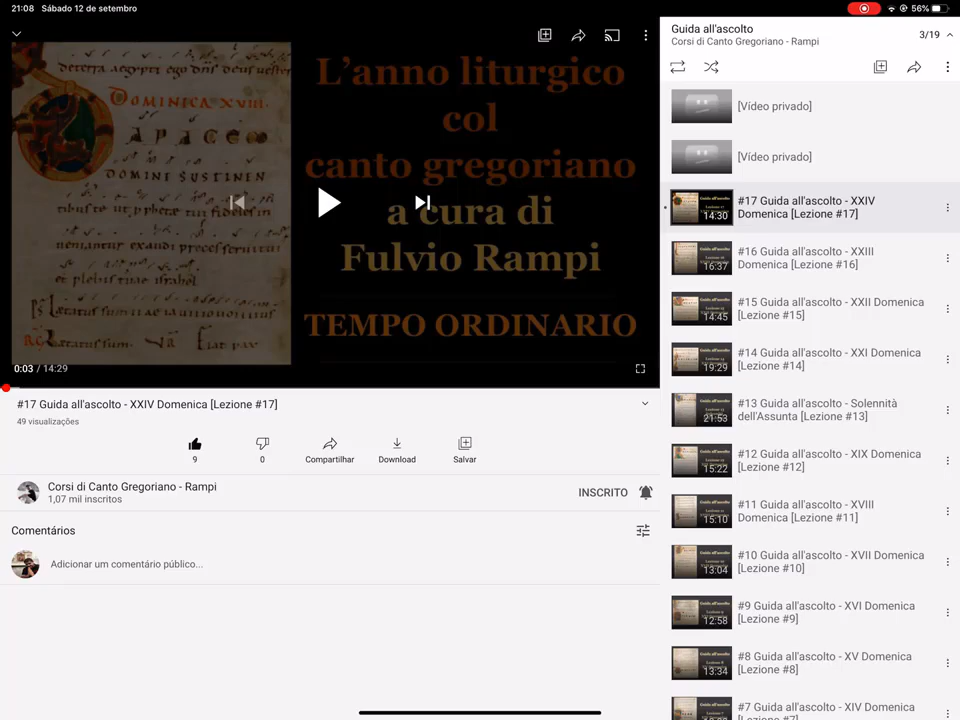 21:08 Sábado 12 de setembro
56%
DOMINICA XVIII.
DOMINE SUSTINEN
L'anno liturgico
col
canto gregoriano
a cura di
Fulvio Rampi
TEMPO ORDINARIO
0:03 / 14:29
#17 Guida all'ascolto - XXIV Domenica [Lezione #17]
49 visualizações
9
0
Compartilhar
Download
Salvar
Corsi di Canto Gregoriano - Rampi
1,07 mil inscritos
INSCRITO
Comentários
Adicionar um comentário público...
Guida all'ascolto
Corsi di Canto Gregoriano - Rampi
3/19
[Vídeo privado]
[Vídeo privado]
14:30
#17 Guida all'ascolto - XXIV
Domenica [Lezione #17]
16:37
#16 Guida all'ascolto - XXIII
Domenica [Lezione #16]
14:45
#15 Guida all'ascolto - XXII Domenica
[Lezione #15]
19:29
#14 Guida all'ascolto - XXI Domenica
[Lezione #14]
21:53
#13 Guida all'ascolto - Solennità
dell'Assunta [Lezione #13]
15:22
#12 Guida all'ascolto - XIX Domenica
[Lezione #12]
15:10
#11 Guida all'ascolto - XVIII
Domenica [Lezione #11]
13:04
#10 Guida all'ascolto - XVII Domenica
[Lezione #10]
12:58
#9 Guida all'ascolto - XVI Domenica
[Lezione #9]
13:34
#8 Guida all'ascolto - XV Domenica
[Lezione #8]
#7 Guida all'ascolto - XIV Domenica
[Lezione #7]